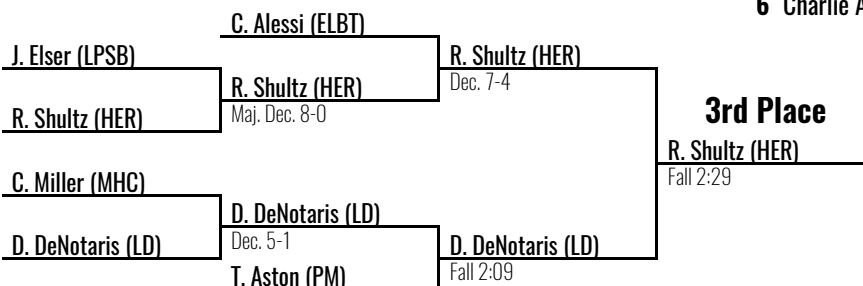 6 Charlie A
C. Alessi (ELBT)
J. Elser (LPSB)
R. Shultz (HER)
R. Shultz (HER)
Dec. 7-4
R. Shultz (HER)
Maj. Dec. 8-0
3rd Place
R. Shultz (HER)
Fall 2:29
C. Miller (MHC)
D. DeNotaris (LD)
Dec. 5-1
D. DeNotaris (LD)
D. DeNotaris (LD)
Fall 2:09
T. Aston (PM)